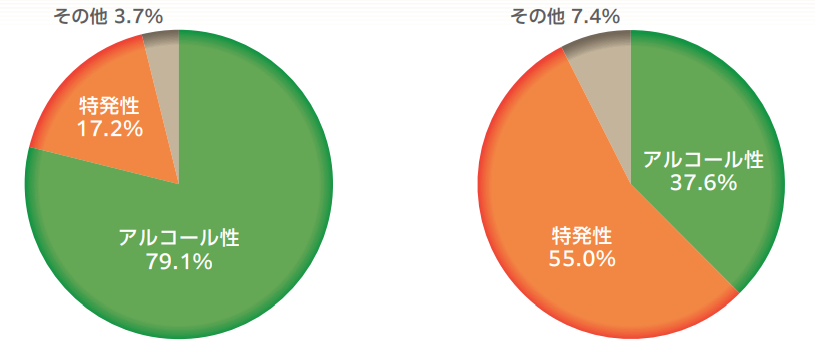 その他 3.7%
特発性
17.2%
アルコール性
79.1%
その他 7.4%
アルコール性
37.6%
特発性
55.0%